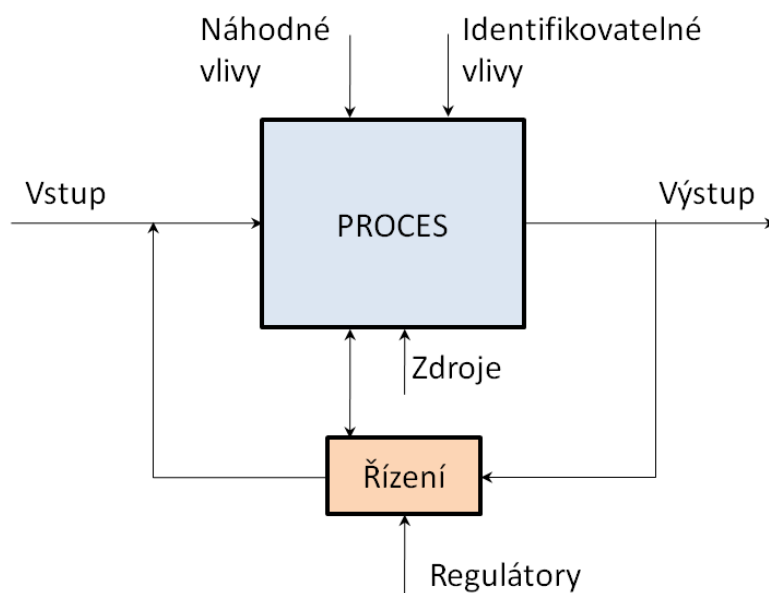 Náhodné
vlivy
Identifikovatelné
vlivy
Vstup
PROCES
Výstup
Zdroje
Řízení
Regulátory